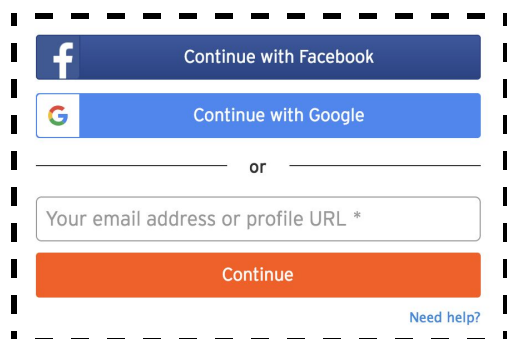 Continue with Facebook
Continue with Google
or
Your email address or profile URL *
Continue
Need help?